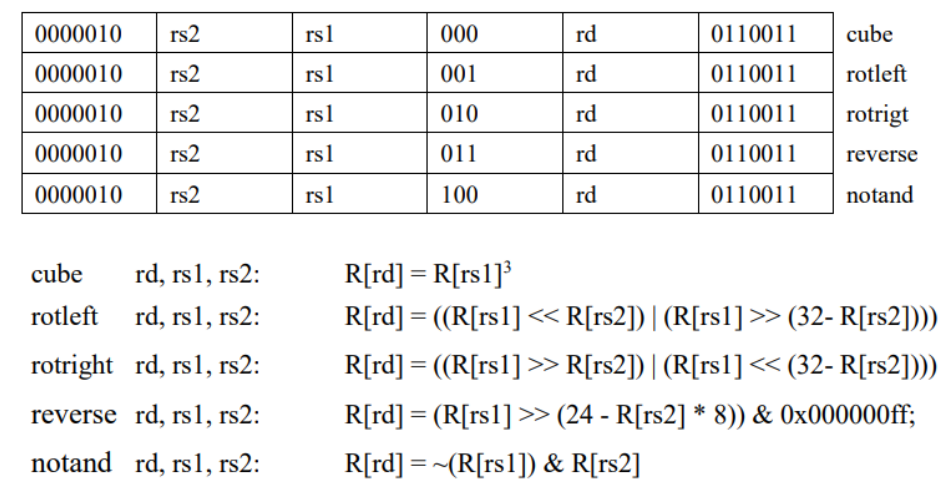 0000010 rs2 rs1 000 rd 0110011 cube
0000010 rs2 rs1 001 rd 0110011 rotleft
0000010 rs2 rs1 010 rd 0110011 rotrigt
0000010 rs2 rs1 011 rd 0110011 reverse
0000010 rs2 rs1 100 rd 0110011 notand
cube rd, rs1, rs2: R[rd] = R[rs1]³
rotleft rd, rs1, rs2: R[rd] = ((R[rs1] << R[rs2]) | (R[rs1] >> (32- R[rs2])))
rotright rd, rs1, rs2: R[rd] = ((R[rs1] >> R[rs2]) | (R[rs1] << (32- R[rs2])))
reverse rd, rs1, rs2: R[rd] = (R[rs1] >> (24 - R[rs2] * 8)) & 0x000000ff;
notand rd, rs1, rs2: R[rd] = ~(R[rs1]) & R[rs2]